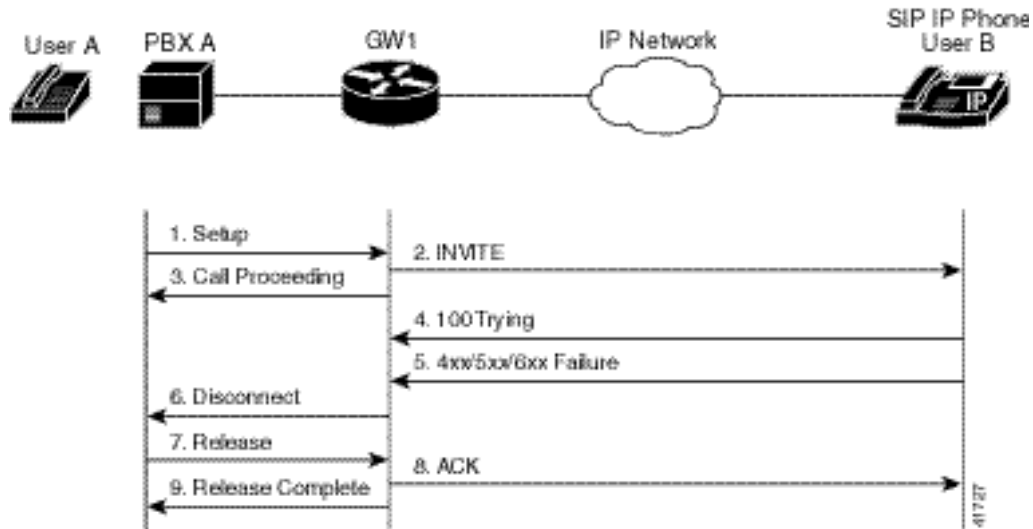 User A
PBX A
GW1
IP Network
SIP IP Phone
User B
IP
1. Setup
2. INVITE
3. Call Proceeding
4. 100 Trying
5. 4xx/5xx/6xx Failure
6. Disconnect
7. Release
8. ACK
9. Release Complete
41727